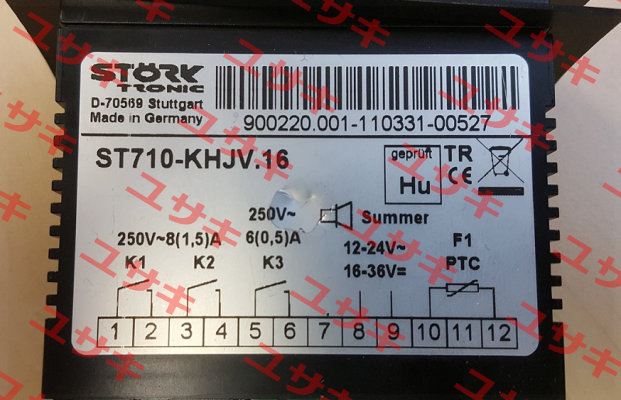 STÖRK
TRONIC
D-70569 Stuttgart
Made in Germany
900220.001-110331-00527
ST710-KHJV.16
geprüft
Hu
TR
CE
250V~
6(0,5)A
K3
Summer
250V~8(1,5)A
K1 K2
12-24V~
16-36V=
F1
PTC
1 2 3 4 5 6 7 8 9 10 11 12
ユサキ
ユサキ
ユサキ
ユサキ
ユサキ
ユサキ
ユサキ